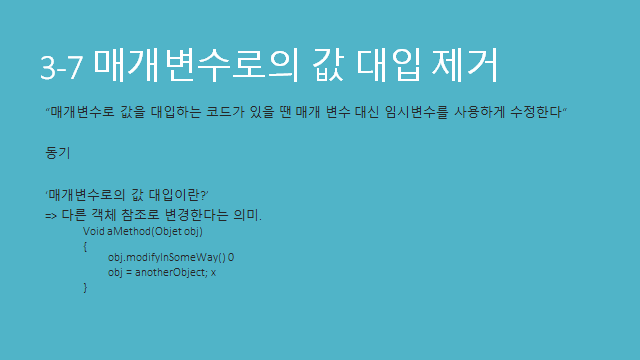 3-7 매개변수로의 값 대입 제거
“매개변수로 값을 대입하는 코드가 있을 땐 매개 변수 대신 임시변수를 사용하게 수정한다“
동기
‘매개변수로의 값 대입이란?’
=> 다른 객체 참조로 변경한다는 의미.
Void aMethod(Objet obj)
{
obj.modifyInSomeWay() 0
obj = anotherObject; x
}